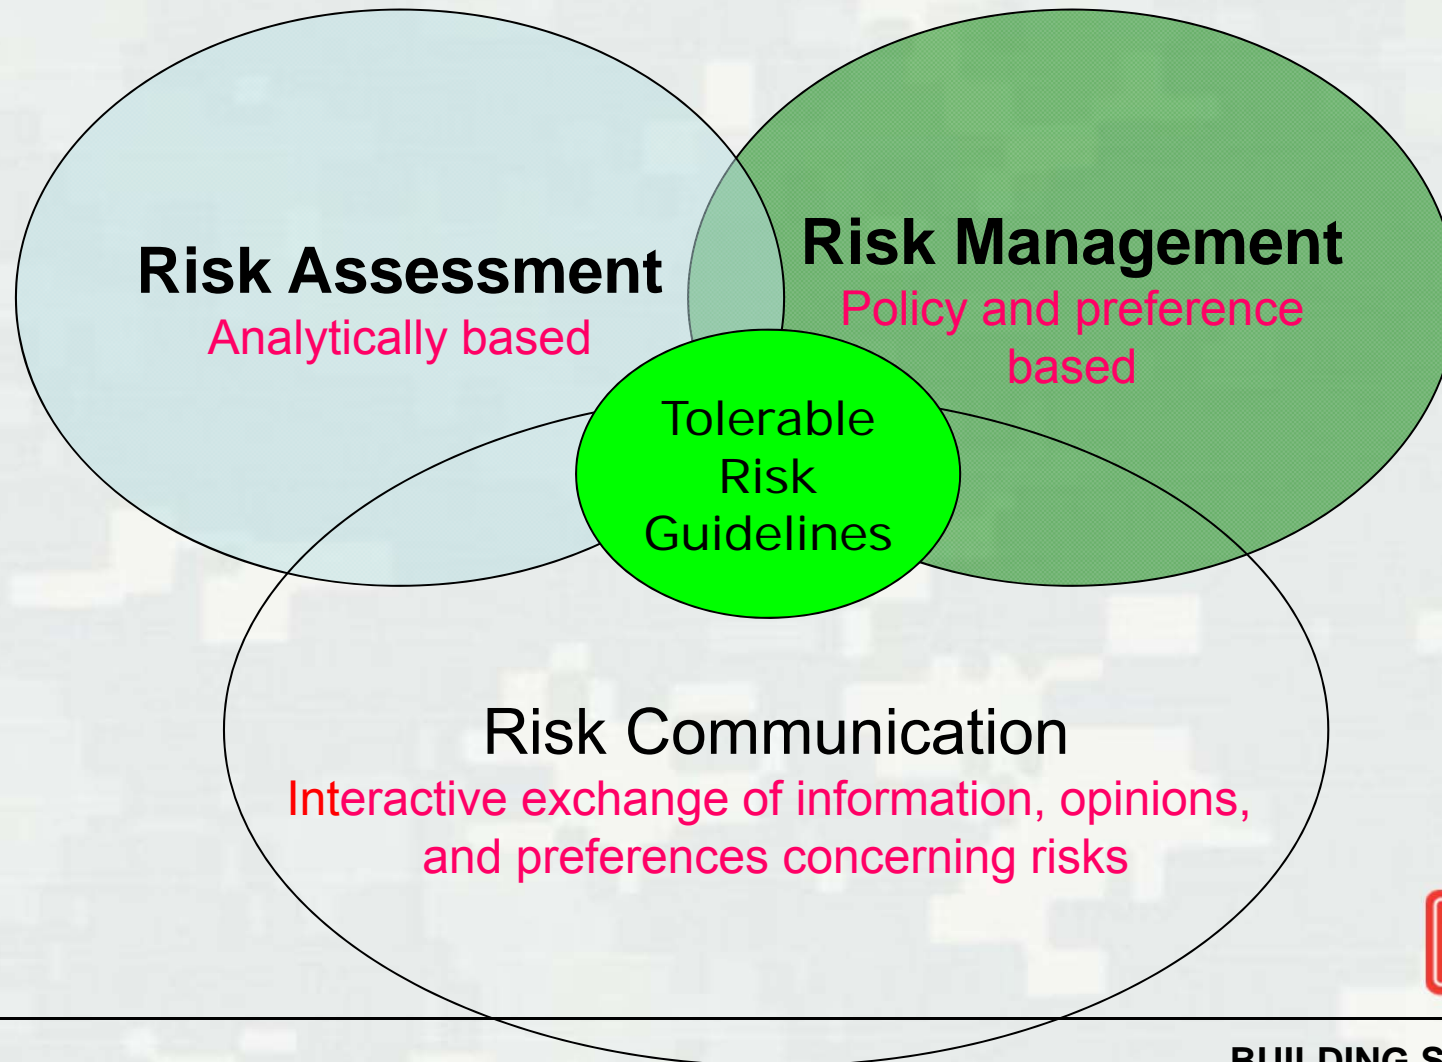 Risk Assessment
Analytically based
Risk Management
Policy and preference
based
Tolerable
Risk
Guidelines
Risk Communication
Interactive exchange of information, opinions,
and preferences concerning risks
BUILDING